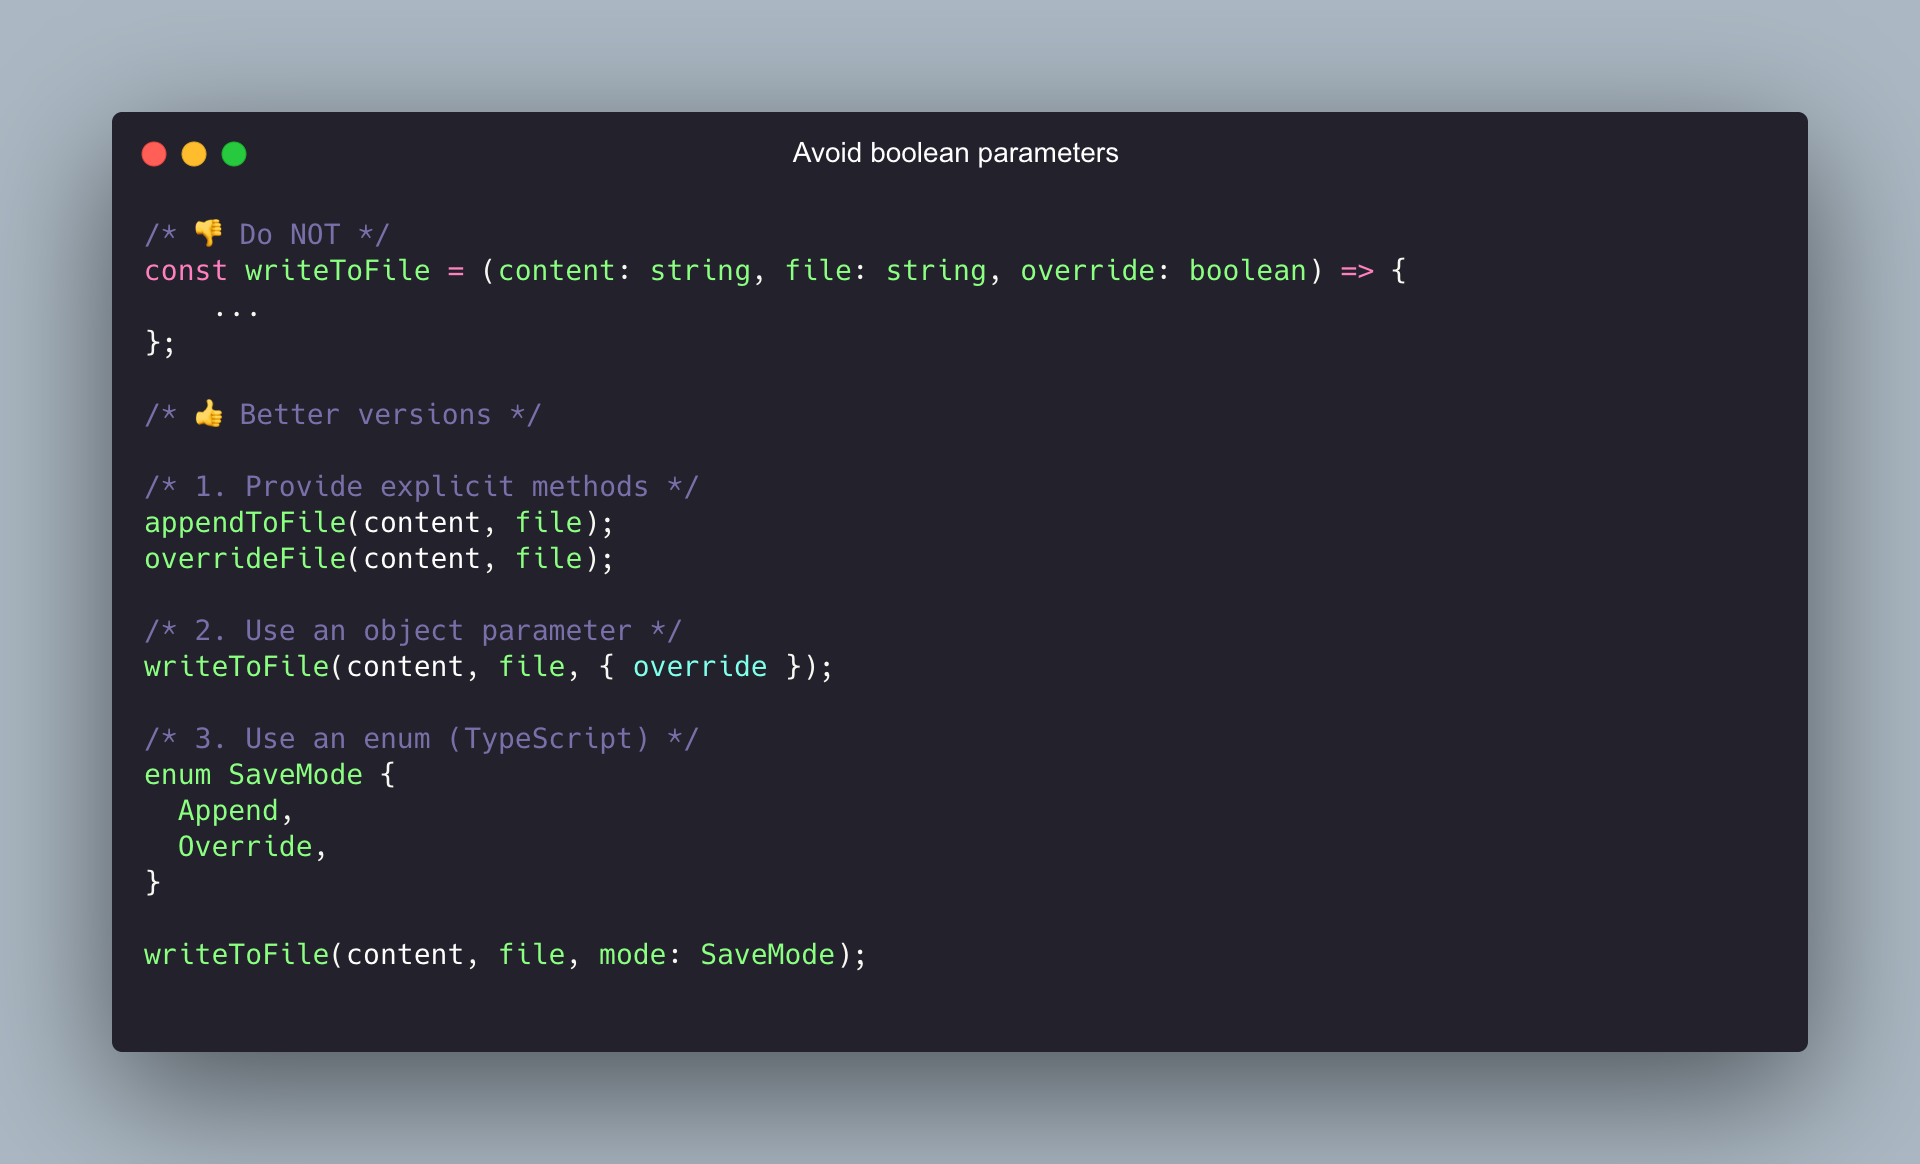 Avoid boolean parameters
/* 👎 Do NOT */
const writeToFile = (content: string, file: string, override: boolean) => {
    ...
};
/* 👍 Better versions */
/* 1. Provide explicit methods */
appendToFile(content, file);
overrideFile(content, file);
/* 2. Use an object parameter */
writeToFile(content, file, { override });
/* 3. Use an enum (TypeScript) */
enum SaveMode {
  Append,
  Override,
}
writeToFile(content, file, mode: SaveMode);